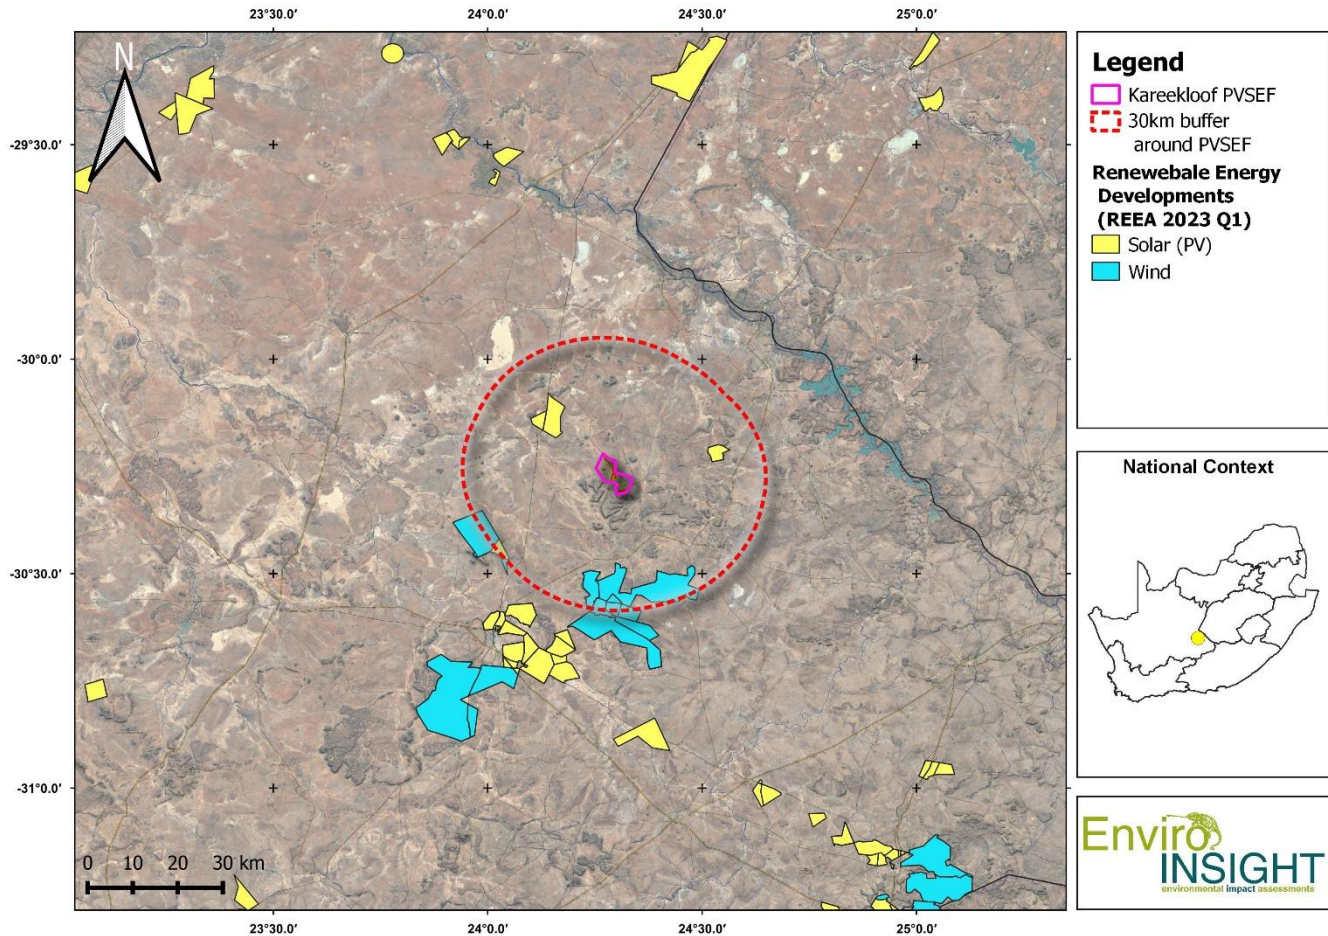 23°30.0' 24°0.0' 24°30.0' 25°0.0'
N
-29°30.0'
-30°0.0'
-30°30.0'
-31°0.0'
0 10 20 30 km
23°30.0' 24°0.0' 24°30.0' 25°0.0'
Legend
Kareekloof PVSEF
30km buffer
around PVSEF
Renewebale Energy
Developments
(REEA 2023 Q1)
Solar (PV)
Wind
National Context
Enviro
INSIGHT
environmental impact assessments